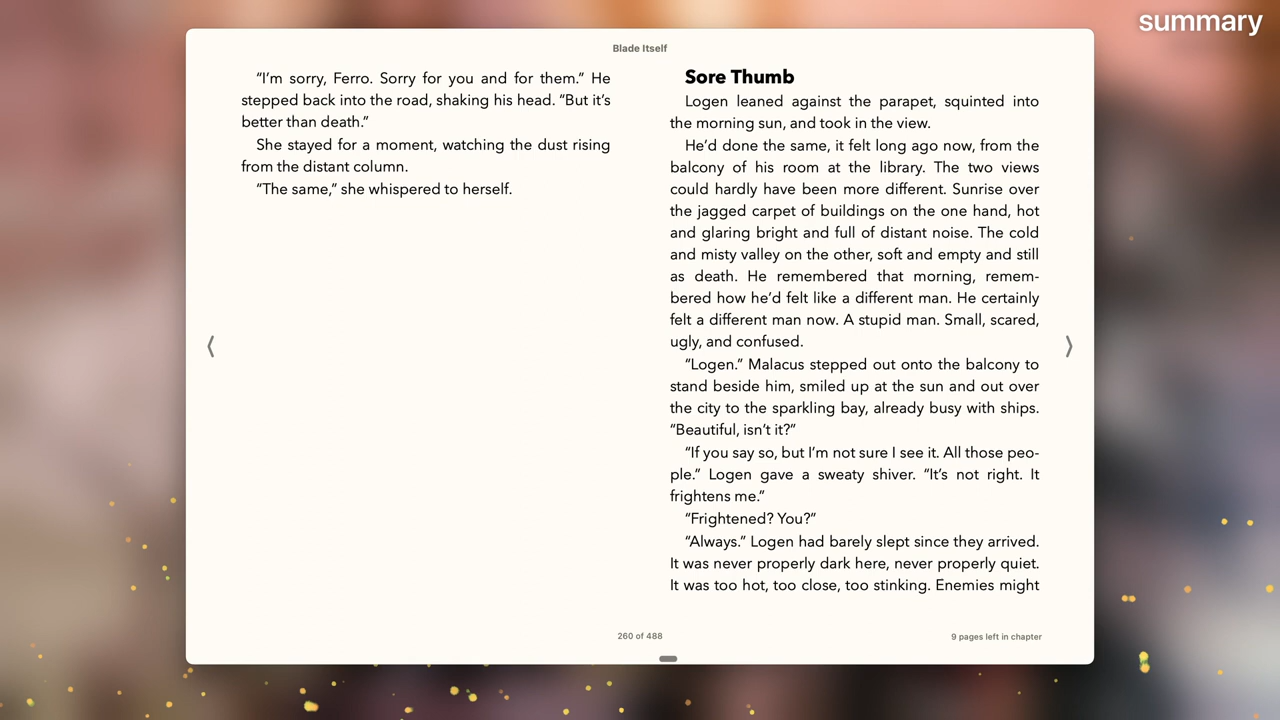 summary
Blade Itself
“I’m sorry, Ferro. Sorry for you and for them.” He
stepped back into the road, shaking his head. “But it’s
better than death.”
She stayed for a moment, watching the dust rising
from the distant column.
“The same,” she whispered to herself.
Sore Thumb
Logen leaned against the parapet, squinted into
the morning sun, and took in the view.
He’d done the same, it felt long ago now, from the
balcony of his room at the library. The two views
could hardly have been more different. Sunrise over
the jagged carpet of buildings on the one hand, hot
and glaring bright and full of distant noise. The cold
and misty valley on the other, soft and empty and still
as death. He remembered that morning, remem-
bered how he’d felt like a different man. He certainly
felt a different man now. A stupid man. Small, scared,
ugly, and confused.
“Logen.” Malacus stepped out onto the balcony to
stand beside him, smiled up at the sun and out over
the city to the sparkling bay, already busy with ships.
“Beautiful, isn’t it?”
“If you say so, but I’m not sure I see it. All those peo-
ple.” Logen gave a sweaty shiver. “It’s not right. It
frightens me.”
“Frightened? You?”
“Always.” Logen had barely slept since they arrived.
It was never properly dark here, never properly quiet.
It was too hot, too close, too stinking. Enemies might
260 of 488
9 pages left in chapter